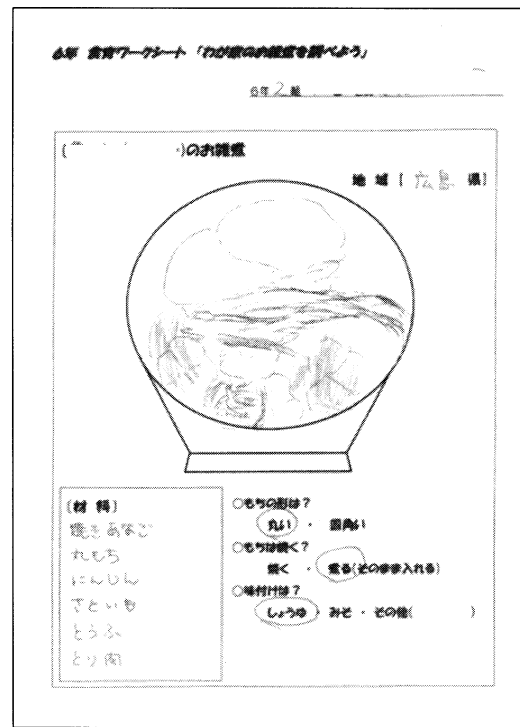 6年 食育ワークシート 「わが家のお雑煮を調べよう」
6年 2 組
( )のお雑煮
地域 [ 広島 県]
[材料]
焼きあなご
丸もち
にんじん
さといも
とうふ
とり肉
○もちの形は?
丸い ・ 四角い
○もちは焼く?
焼く ・ 煮る(そのまま入れる)
○味付けは?
しょうゆ ・ みそ ・ その他( )